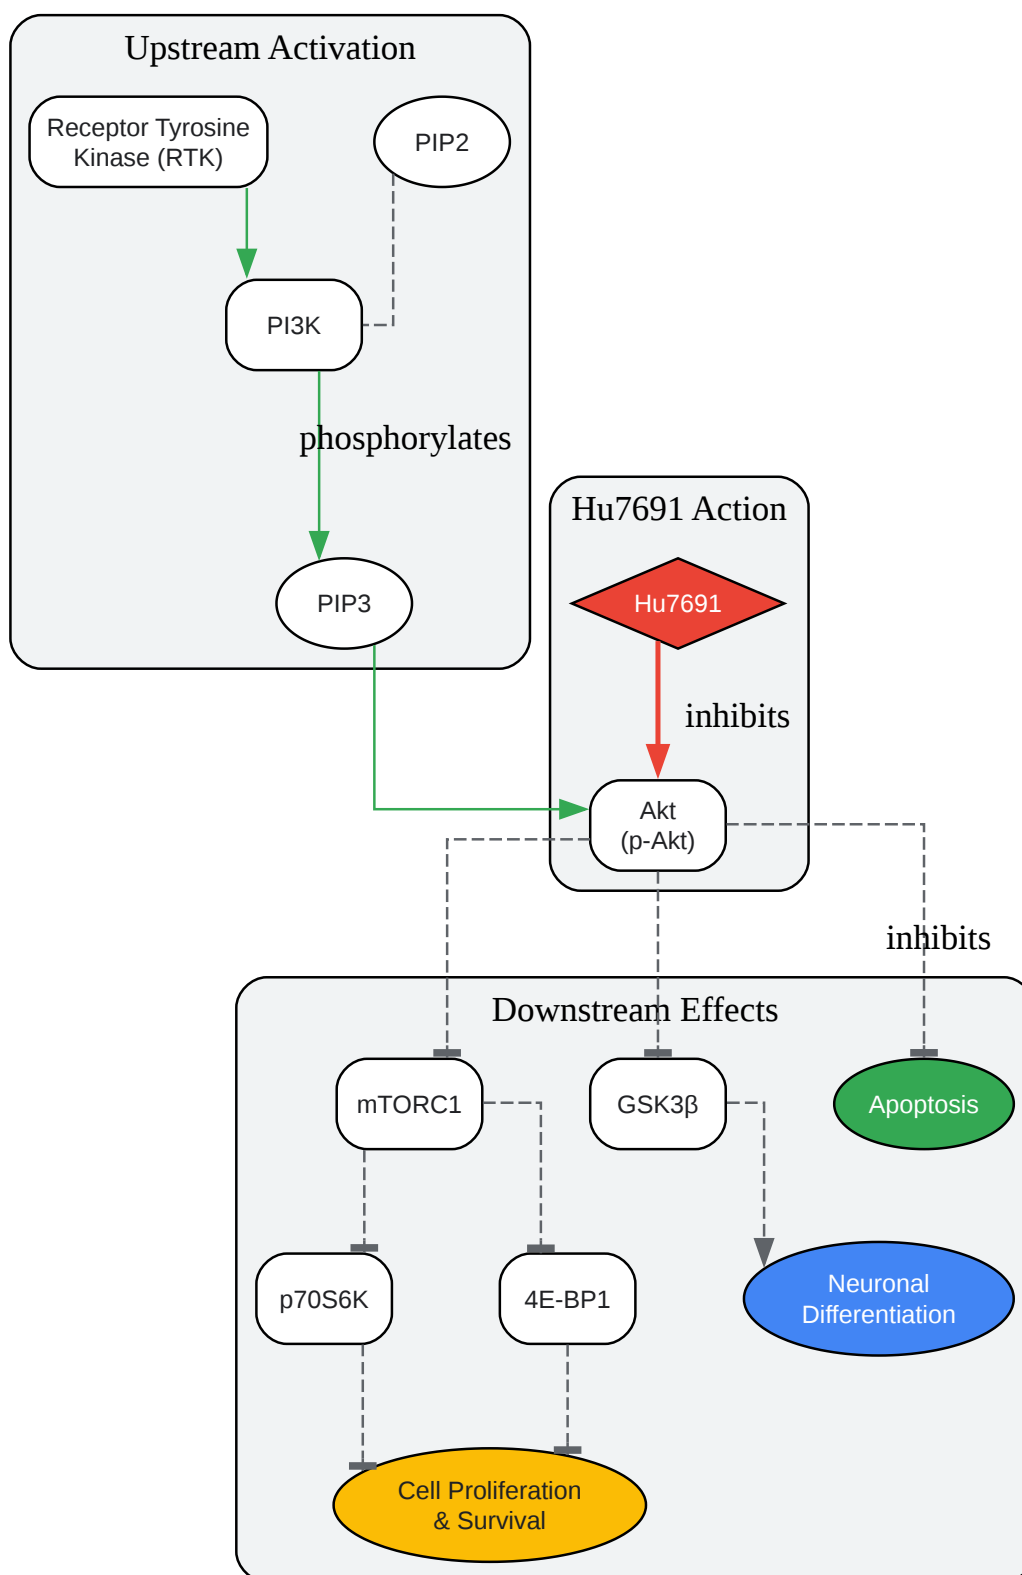 Upstream Activation
Receptor Tyrosine
Kinase (RTK)
PIP2
PI3K
phosphorylates
PIP3
Hu7691 Action
Hu7691
inhibits
Akt
(p-Akt)
inhibits
Downstream Effects
mTORC1
GSK3β
Apoptosis
p70S6K
4E-BP1
Neuronal
Differentiation
Cell Proliferation
& Survival